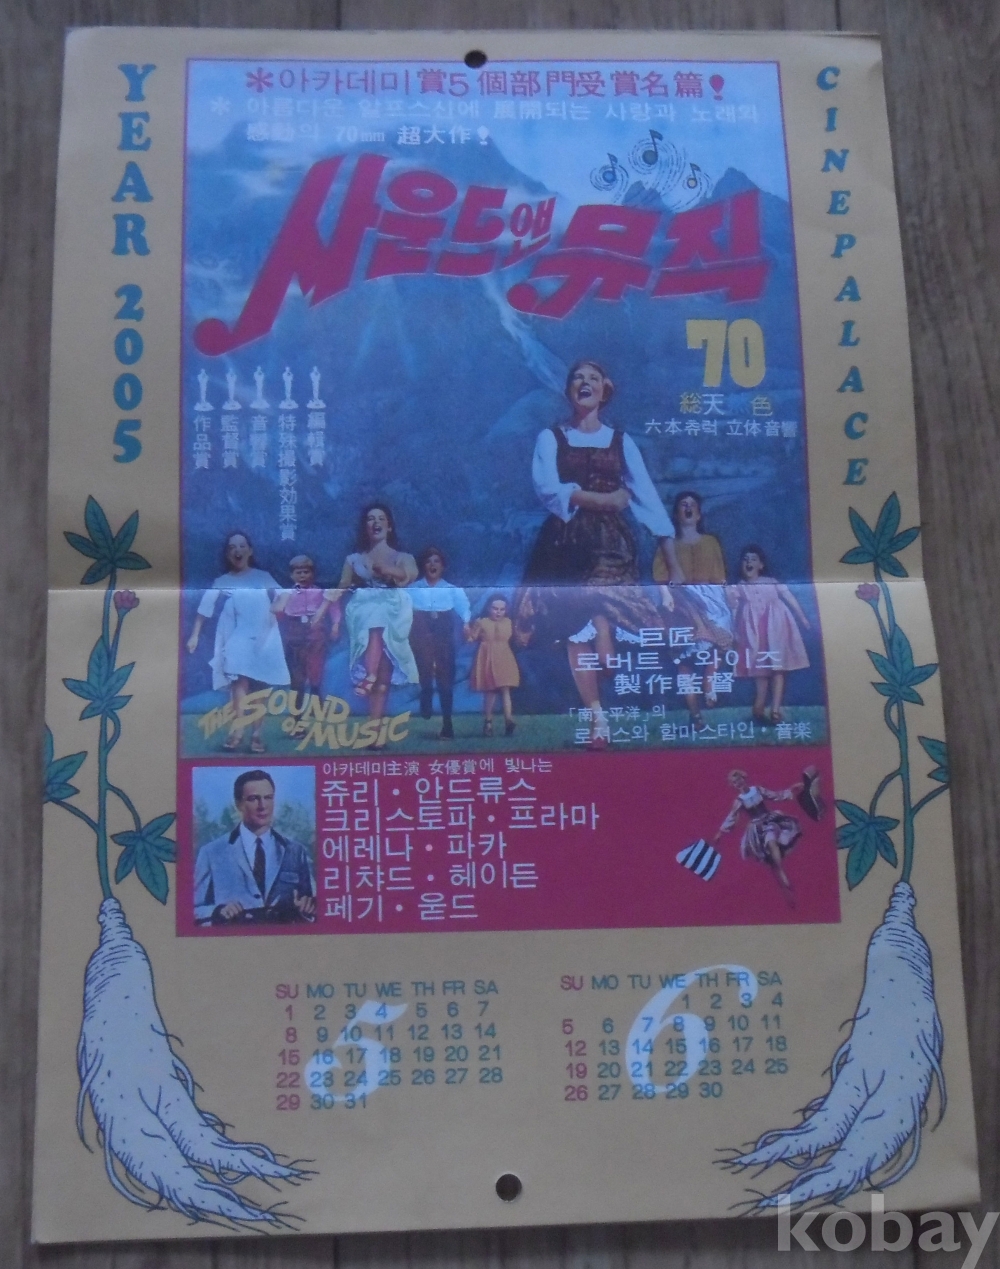 YEAR 2005
CINEPALACE
*아카데미賞5個部門受賞名篇!
*아름다운 알프스산에 展開되는 사랑과 노래와
感動의 70mm 超大作!
사운드 앤 뮤직
70
総天 色
六本츄럭 立体音響
作品賞
監督賞
音響賞
特殊撮影効果賞
編輯賞
巨匠
로버트·와이즈
製作監督
「南太平洋」의
로져스와 함마스타인·音楽
THE SOUND OF MUSIC
아카데미主演 女優賞에 빛나는
쥬리·안드류스
크리스토파·프라마
에레나·파카
리챠드·헤이든
페기·욷드
5
SU MO TU WE TH FR SA
1 2 3 4 5 6 7
8 9 10 11 12 13 14
15 16 17 18 19 20 21
22 23 24 25 26 27 28
29 30 31
6
SU MO TU WE TH FR SA
1 2 3 4
5 6 7 8 9 10 11
12 13 14 15 16 17 18
19 20 21 22 23 24 25
26 27 28 29 30
kobay